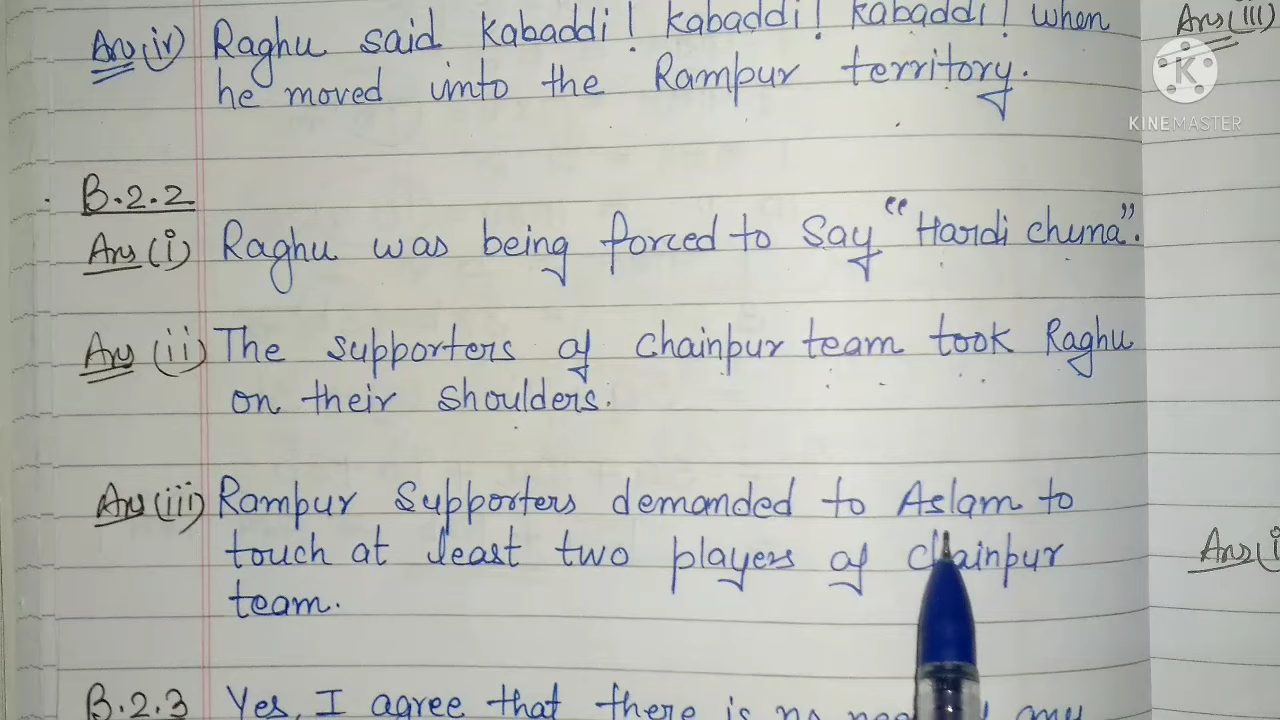 Ans (iv) Raghu said Kabaddi! Kabaddi! Kabaddi! when
he moved into the Rampur territory.
Ans (iii)
K
KINEMASTER
B.2.2
Ans (i) Raghu was being forced to say "Hardi chuna".
Ans (ii) The supporters of chainpur team took Raghu
on their shoulders.
Ans (iii) Rampur supporters demanded to Aslam to
touch at least two players of chainpur
team.
Ans (i
B.2.3 Yes, I agree that there is no any